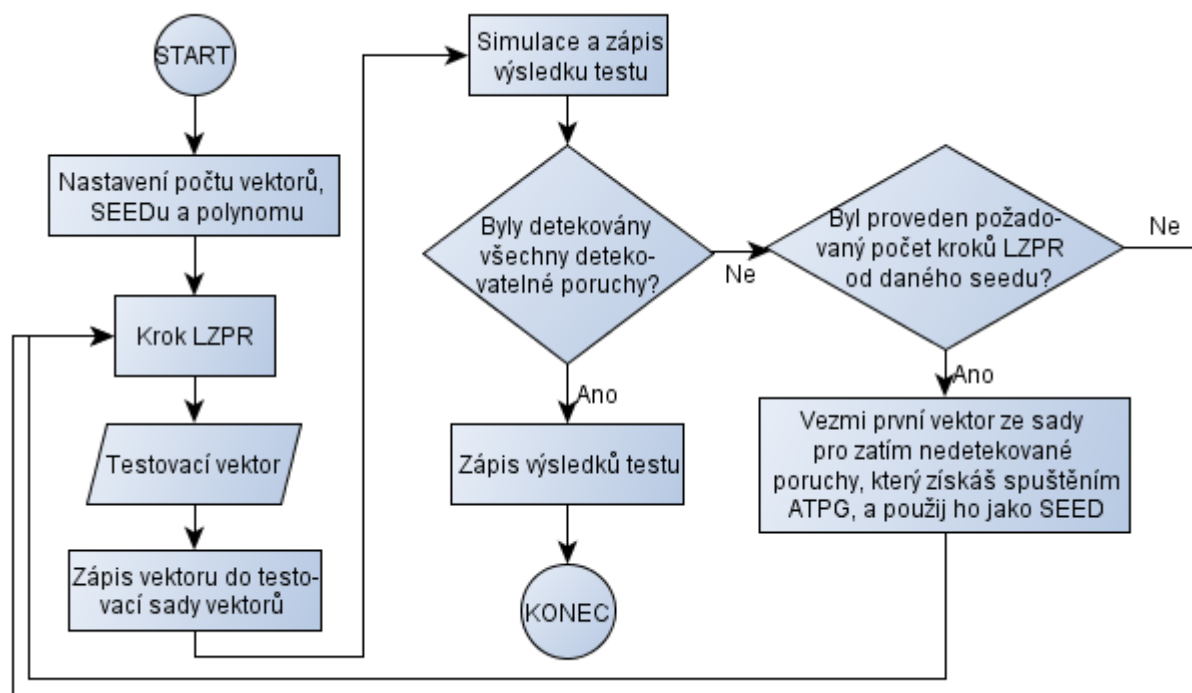 START
Nastavení počtu vektorů,
SEEDu a polynomu
Krok LZPR
Testovací vektor
Zápis vektoru do testo-
vací sady vektorů
Simulace a zápis
výsledku testu
Byly detekovány
všechny deteko-
vatelné poruchy?
Ne
Ano
Zápis výsledků testu
KONEC
Byl proveden požado-
vaný počet kroků LZPR
od daného seedu?
Ne
Ano
Vezmi první vektor ze sady
pro zatím nedetekované
poruchy, který získáš spuštěním
ATPG, a použij ho jako SEED